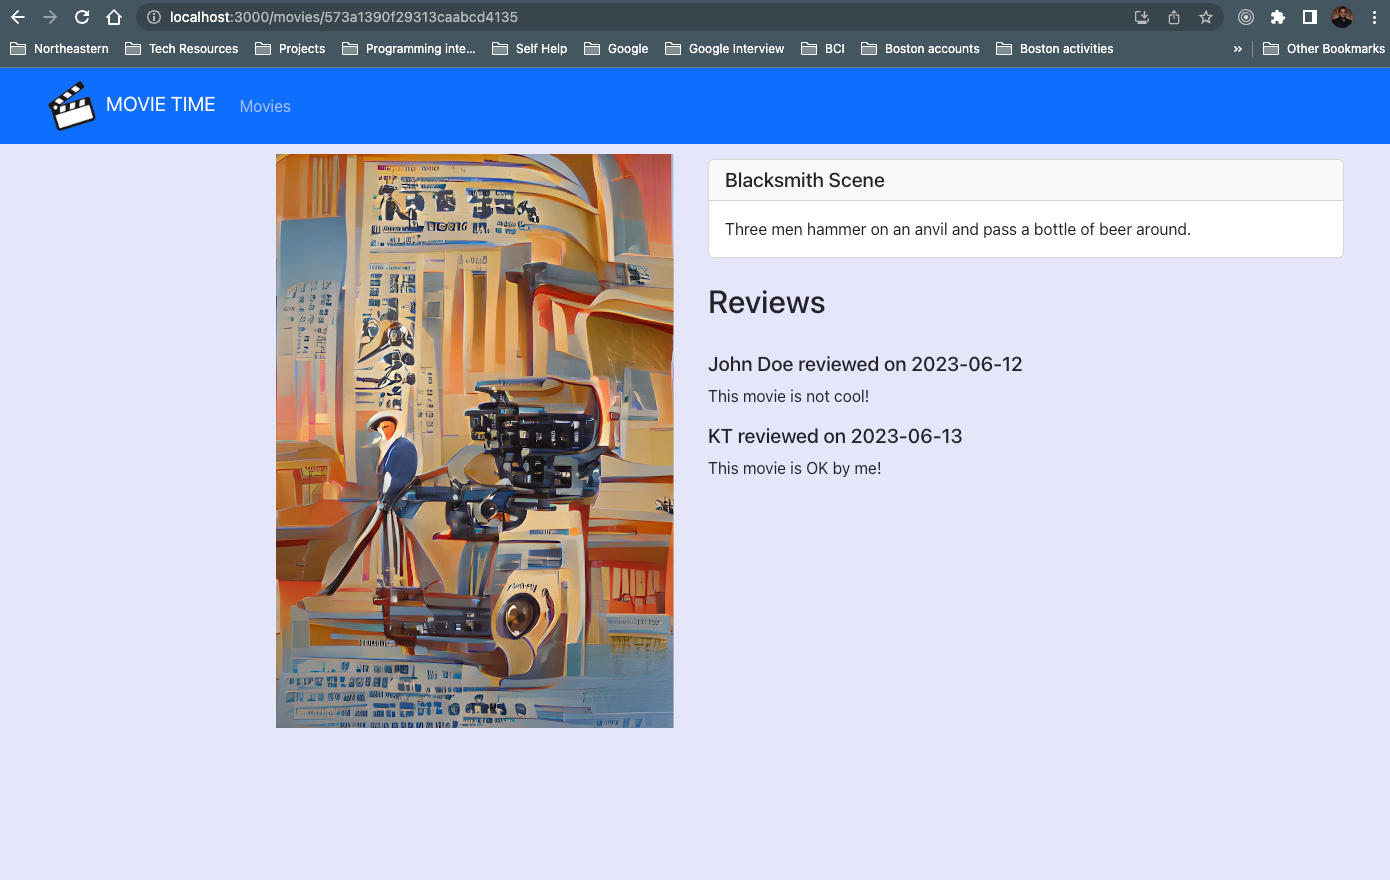 localhost:3000/movies/573a1390f29313caabcd4135
Northeastern Tech Resources Projects Programming inte... Self Help Google Google Interview BCI Boston accounts Boston activities » Other Bookmarks
MOVIE TIME Movies
Blacksmith Scene
Three men hammer on an anvil and pass a bottle of beer around.
Reviews
John Doe reviewed on 2023-06-12
This movie is not cool!
KT reviewed on 2023-06-13
This movie is OK by me!